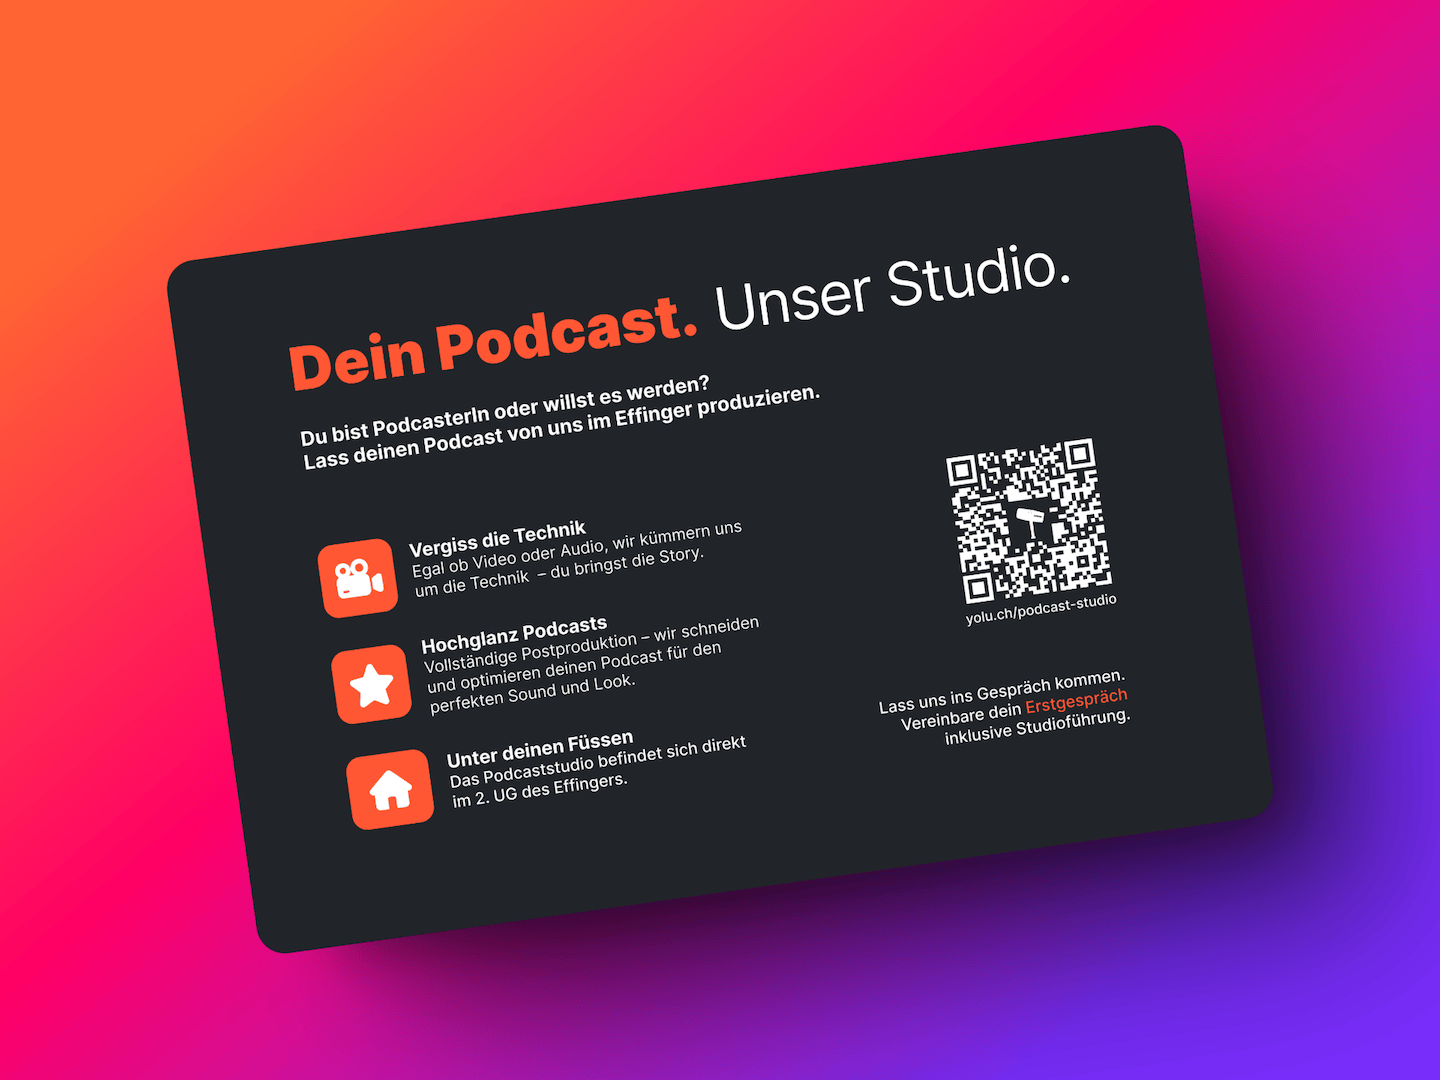 Dein Podcast. Unser Studio.
Du bist PodcasterIn oder willst es werden?
Lass deinen Podcast von uns im Effinger produzieren.
Vergiss die Technik
Egal ob Video oder Audio, wir kümmern uns
um die Technik – du bringst die Story.
Hochglanz Podcasts
Vollständige Postproduktion – wir schneiden
und optimieren deinen Podcast für den
perfekten Sound und Look.
Unter deinen Füssen
Das Podcaststudio befindet sich direkt
im 2. UG des Effingers.
yolu.ch/podcast-studio
Lass uns ins Gespräch kommen.
Vereinbare dein Erstgespräch
inklusive Studioführung.